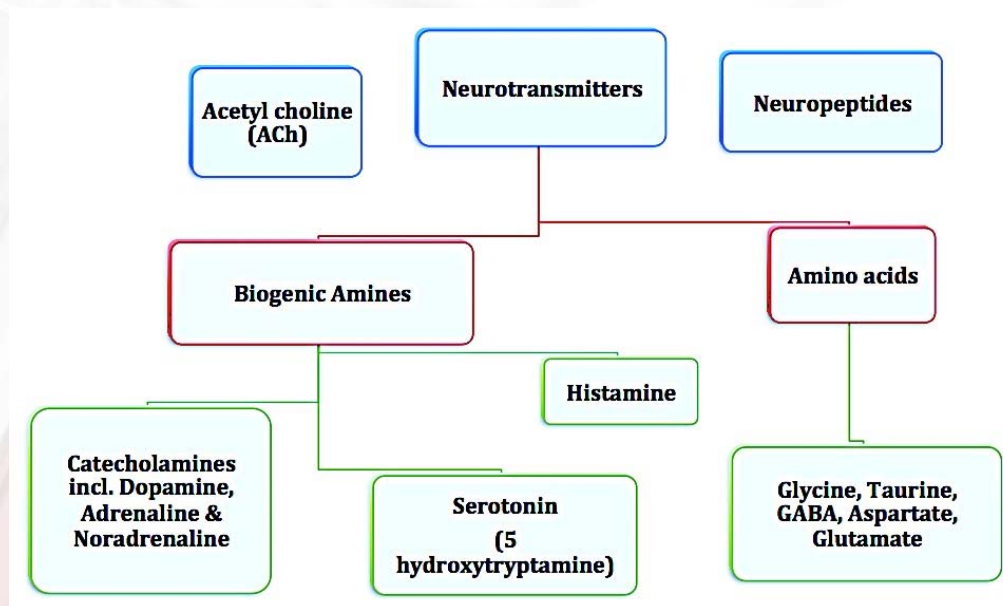 Neurotransmitters
Acetyl choline
(ACh)
Neuropeptides
Biogenic Amines
Amino acids
Histamine
Catecholamines
incl. Dopamine,
Adrenaline &
Noradrenaline
Serotonin
(5
hydroxytryptamine)
Glycine, Taurine,
GABA, Aspartate,
Glutamate